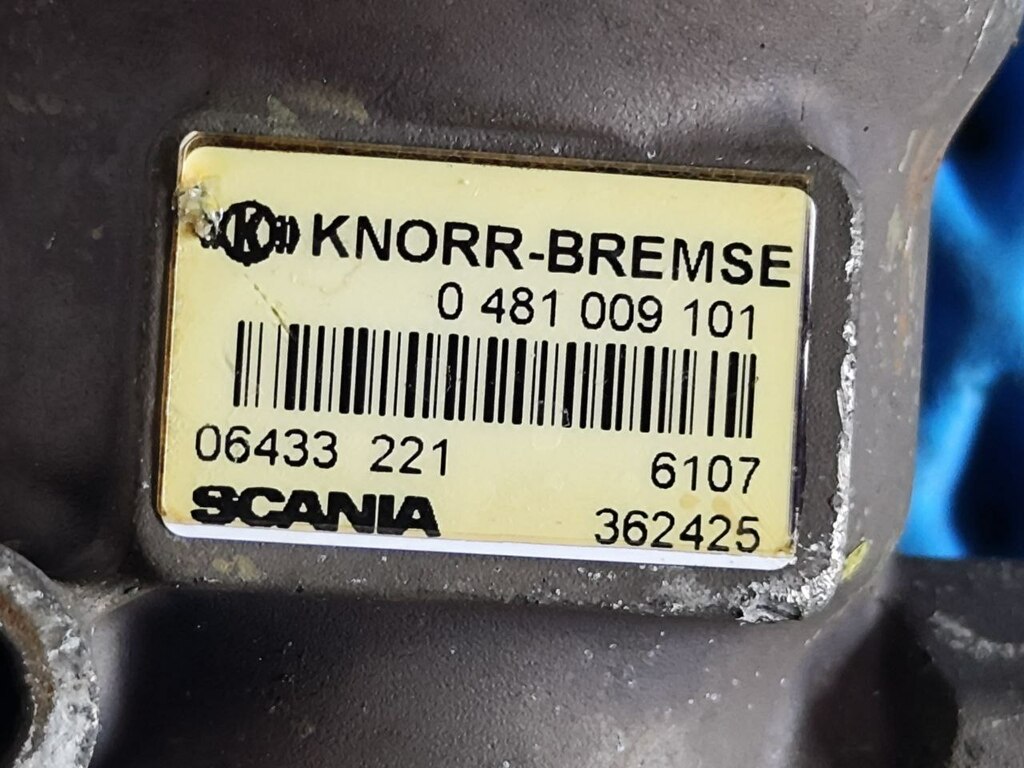 K KNORR-BREMSE
0 481 009 101
06433 221 6107
SCANIA 362425